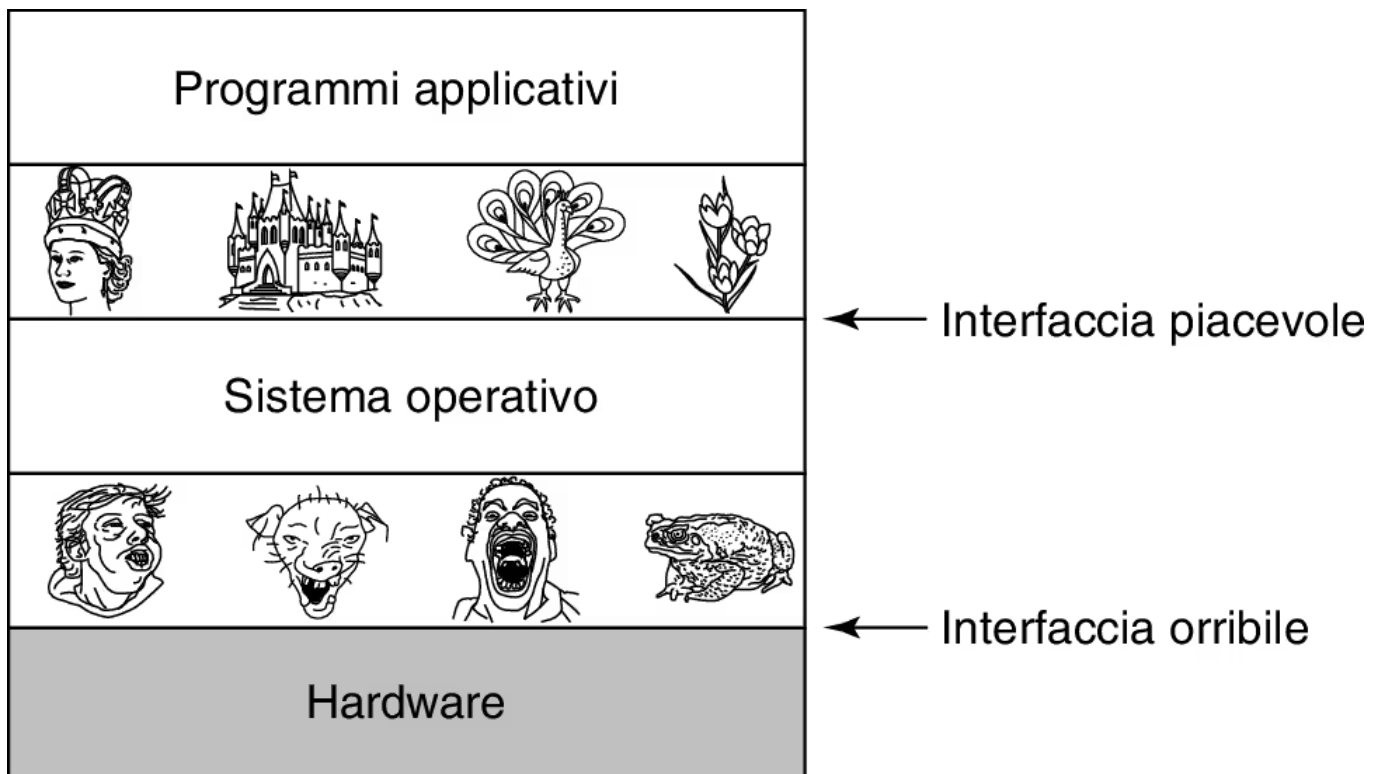 Programmi applicativi
Interfaccia piacevole
Sistema operativo
Interfaccia orribile
Hardware